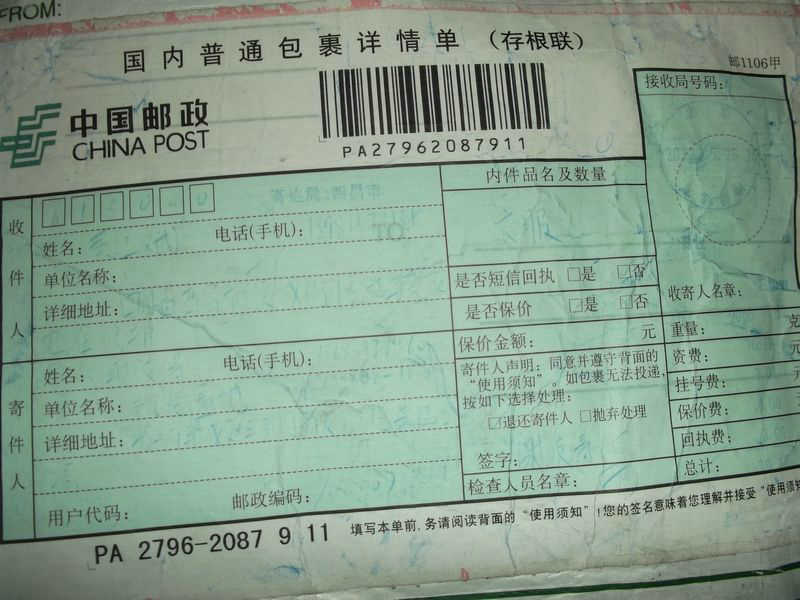 FROM:
国内普通包裹详情单 (存根联)
邮1106甲
中国邮政
CHINA POST
PA27962087911
接收局号码:
收件人
姓名: 电话(手机):
单位名称:
详细地址:
内件品名及数量
是否短信回执 □是 □否
是否保价 □是 □否
保价金额: 元
收寄人名章:
重量: 克
资费: 元
挂号费: 元
保价费: 元
回执费:
总计:
寄件人
姓名: 电话(手机):
单位名称:
详细地址:
用户代码: 邮政编码:
寄件人声明: 同意并遵守背面的
“使用须知”。如包裹无法投递,
按如下选择处理:
□退还寄件人 □抛弃处理
签字:
检查人员名章:
PA 2796-2087 9 11
填写本单前,务请阅读背面的“使用须知”!您的签名意味着您理解并接受“使用须知